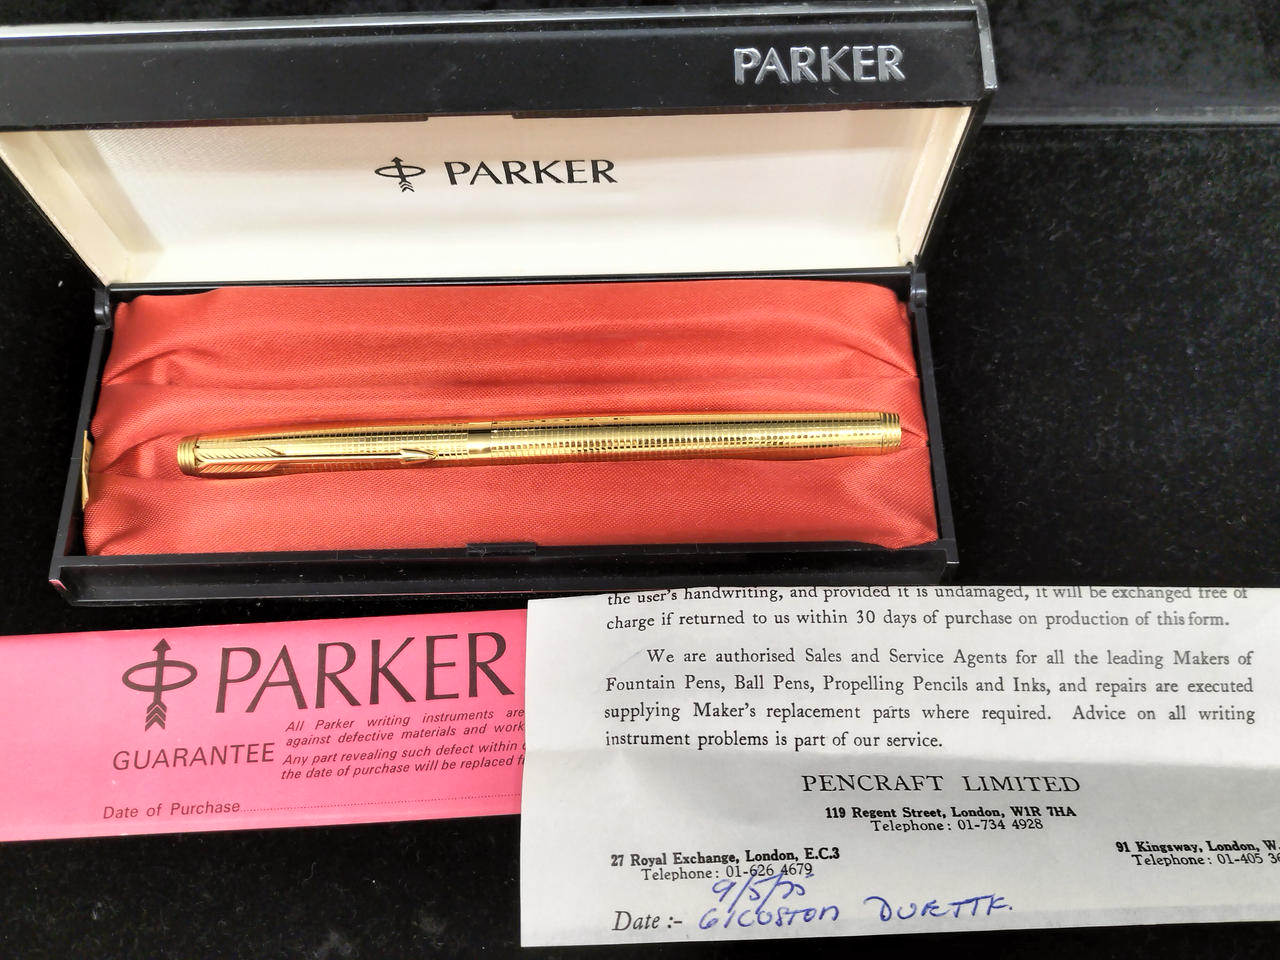 PARKER
PARKER
PARKER
GUARANTEE
All Parker writing instruments are
against defective materials and work
Any part revealing such defect within
the date of purchase will be replaced f
Date of Purchase
the user's handwriting, and provided it is undamaged, it will be exchanged free of
charge if returned to us within 30 days of purchase on production of this form.
We are authorised Sales and Service Agents for all the leading Makers of
Fountain Pens, Ball Pens, Propelling Pencils and Inks, and repairs are executed
supplying Maker's replacement parts where required. Advice on all writing
instrument problems is part of our service.
PENCRAFT LIMITED
119 Regent Street, London, W1R 7HA
Telephone: 01-734 4928
27 Royal Exchange, London, E.C.3
Telephone: 01-626 4679
91 Kingsway, London, W.
Telephone: 01-405 36
9/5/75
Date :-